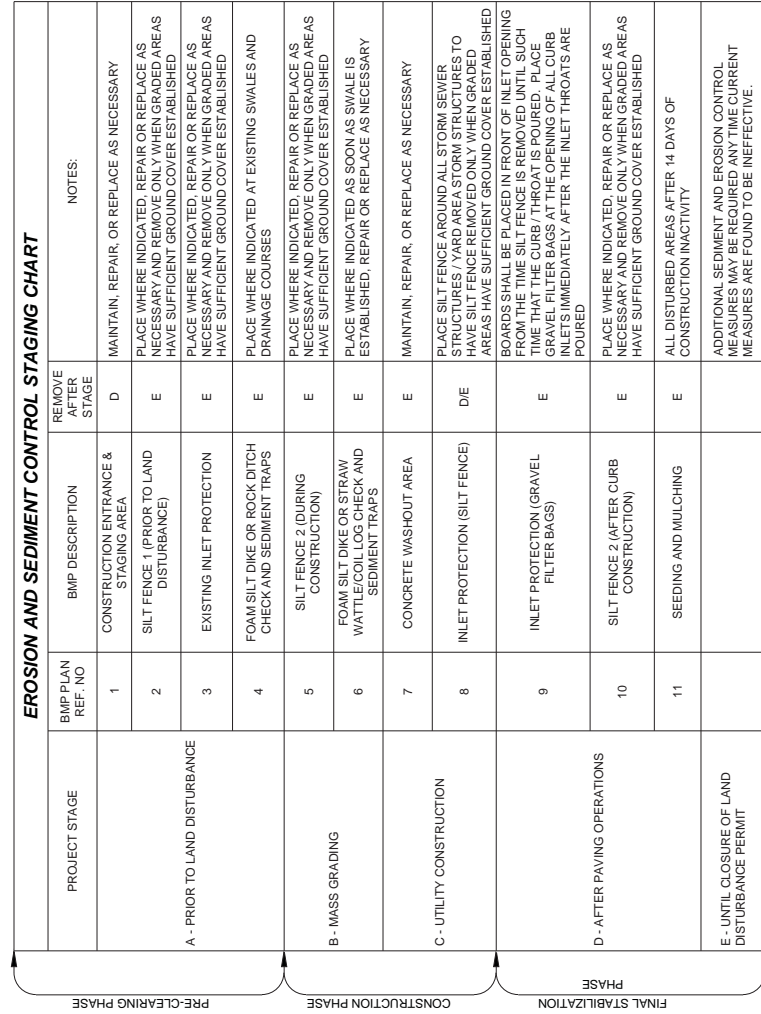 EROSION AND SEDIMENT CONTROL STAGING CHART
PROJECT STAGE
BMP PLAN
REF. NO
BMP DESCRIPTION
REMOVE
AFTER
STAGE
NOTES:
PRE-CLEARING PHASE
A - PRIOR TO LAND DISTURBANCE
1
CONSTRUCTION ENTRANCE &
STAGING AREA
D
MAINTAIN, REPAIR, OR REPLACE AS NECESSARY
2
SILT FENCE 1 (PRIOR TO LAND
DISTURBANCE)
E
PLACE WHERE INDICATED, REPAIR OR REPLACE AS
NECESSARY AND REMOVE ONLY WHEN GRADED AREAS
HAVE SUFFICIENT GROUND COVER ESTABLISHED
3
EXISTING INLET PROTECTION
E
PLACE WHERE INDICATED, REPAIR OR REPLACE AS
NECESSARY AND REMOVE ONLY WHEN GRADED AREAS
HAVE SUFFICIENT GROUND COVER ESTABLISHED
4
FOAM SILT DIKE OR ROCK DITCH
CHECK AND SEDIMENT TRAPS
E
PLACE WHERE INDICATED AT EXISTING SWALES AND
DRAINAGE COURSES
CONSTRUCTION PHASE
B - MASS GRADING
5
SILT FENCE 2 (DURING
CONSTRUCTION)
E
PLACE WHERE INDICATED, REPAIR OR REPLACE AS
NECESSARY AND REMOVE ONLY WHEN GRADED AREAS
HAVE SUFFICIENT GROUND COVER ESTABLISHED
6
FOAM SILT DIKE OR STRAW
WATTLE/COIL LOG CHECK AND
SEDIMENT TRAPS
E
PLACE WHERE INDICATED AS SOON AS SWALE IS
ESTABLISHED, REPAIR OR REPLACE AS NECESSARY
C - UTILITY CONSTRUCTION
7
CONCRETE WASHOUT AREA
E
MAINTAIN, REPAIR, OR REPLACE AS NECESSARY
8
INLET PROTECTION (SILT FENCE)
D/E
PLACE SILT FENCE AROUND ALL STORM SEWER
STRUCTURES / YARD AREA STORM STRUCTURES TO
HAVE SILT FENCE REMOVED ONLY WHEN GRADED
AREAS HAVE SUFFICIENT GROUND COVER ESTABLISHED
FINAL STABILIZATION
PHASE
D - AFTER PAVING OPERATIONS
9
INLET PROTECTION (GRAVEL
FILTER BAGS)
E
BOARDS SHALL BE PLACED IN FRONT OF INLET OPENING
FROM THE TIME SILT FENCE IS REMOVED UNTIL SUCH
TIME THAT THE CURB / THROAT IS POURED. PLACE
GRAVEL FILTER BAGS AT THE OPENING OF ALL CURB
INLETS IMMEDIATELY AFTER THE INLET THROATS ARE
POURED
10
SILT FENCE 2 (AFTER CURB
CONSTRUCTION)
E
PLACE WHERE INDICATED, REPAIR OR REPLACE AS
NECESSARY AND REMOVE ONLY WHEN GRADED AREAS
HAVE SUFFICIENT GROUND COVER ESTABLISHED
11
SEEDING AND MULCHING
E
ALL DISTURBED AREAS AFTER 14 DAYS OF
CONSTRUCTION INACTIVITY
E - UNTIL CLOSURE OF LAND
DISTURBANCE PERMIT
ADDITIONAL SEDIMENT AND EROSION CONTROL
MEASURES MAY BE REQUIRED ANY TIME CURRENT
MEASURES ARE FOUND TO BE INEFFECTIVE.